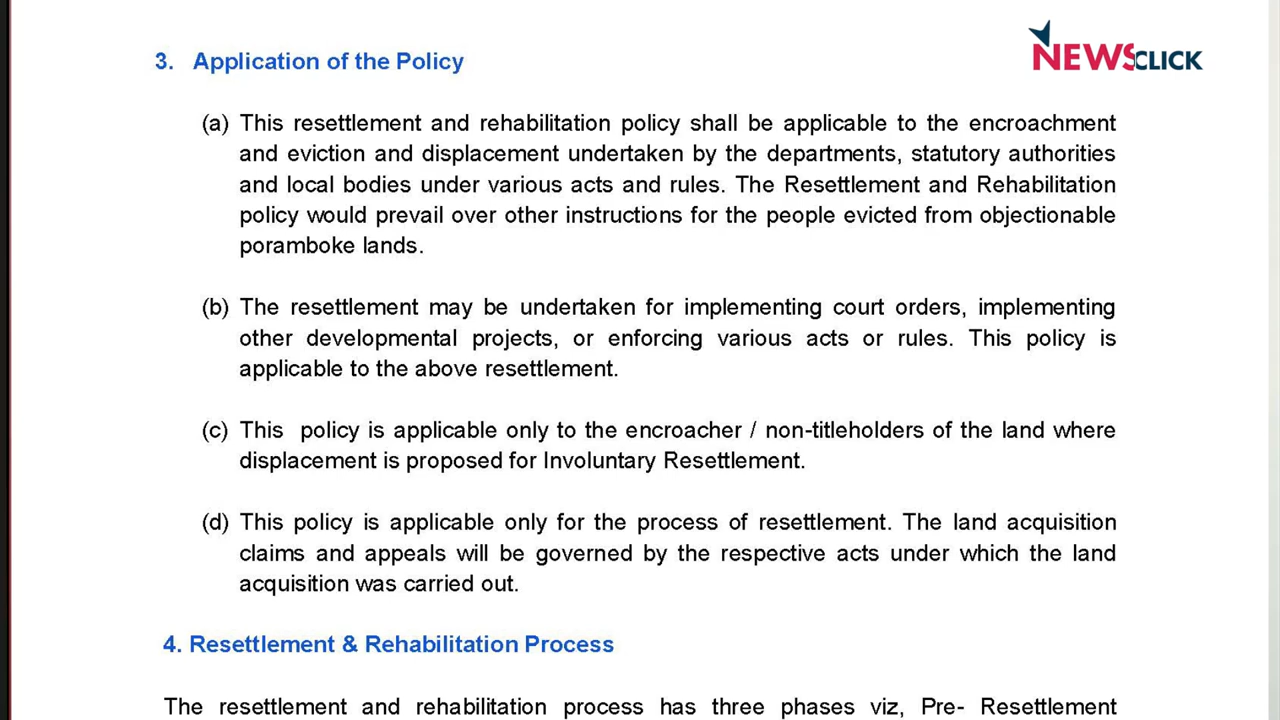 NEWSCLICK
3. Application of the Policy
(a) This resettlement and rehabilitation policy shall be applicable to the encroachment
and eviction and displacement undertaken by the departments, statutory authorities
and local bodies under various acts and rules. The Resettlement and Rehabilitation
policy would prevail over other instructions for the people evicted from objectionable
poramboke lands.
(b) The resettlement may be undertaken for implementing court orders, implementing
other developmental projects, or enforcing various acts or rules. This policy is
applicable to the above resettlement.
(c) This policy is applicable only to the encroacher / non-titleholders of the land where
displacement is proposed for Involuntary Resettlement.
(d) This policy is applicable only for the process of resettlement. The land acquisition
claims and appeals will be governed by the respective acts under which the land
acquisition was carried out.
4. Resettlement & Rehabilitation Process
The resettlement and rehabilitation process has three phases viz, Pre- Resettlement